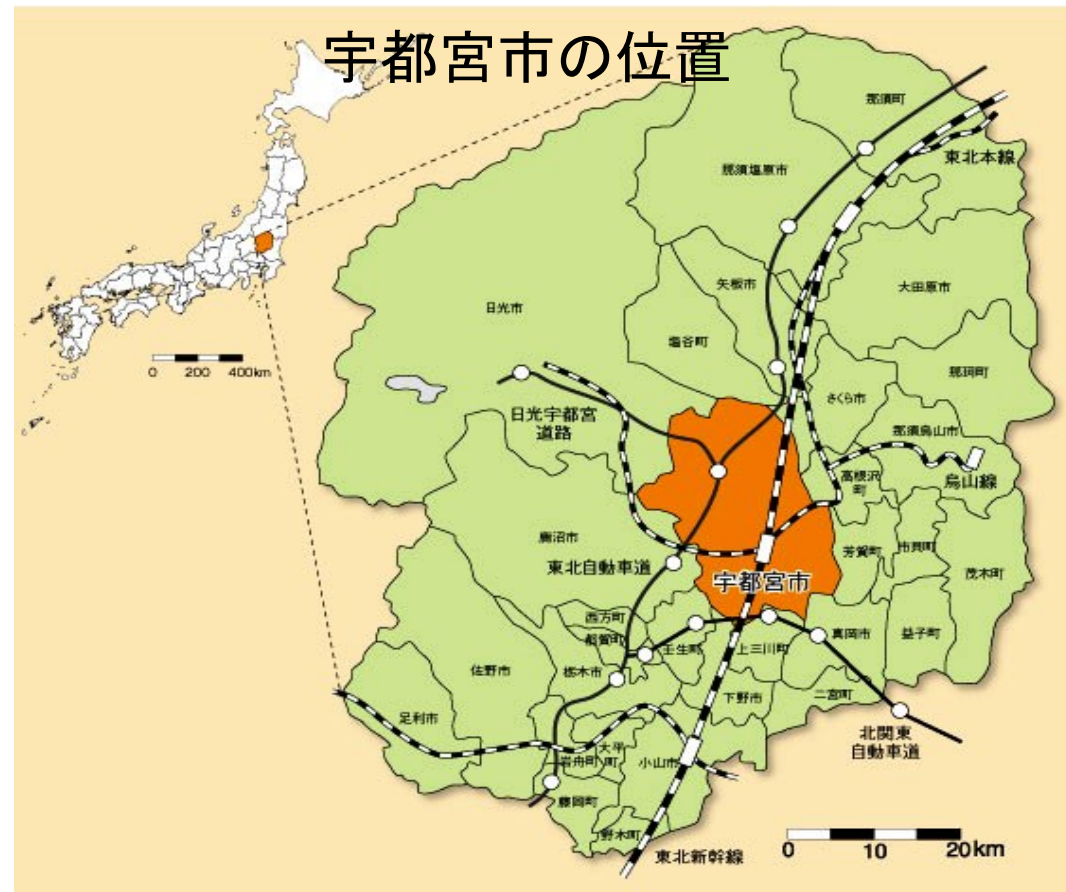 宇都宮市の位置
那須町
東北本線
那須塩原市
矢板市
大田原市
日光市
塩谷町
那珂町
0 200 400km
さくら市
日光宇都宮
道路
那須烏山市
高根沢
町
烏山線
鹿沼市
東北自動車道
芳賀町
市貝町
茂木町
宇都宮市
西方町
都賀町
壬生町
上三川町
真岡市
益子町
佐野市
栃木市
下野市
二宮町
足利市
北関東
自動車道
大平
町
岩舟町
小山市
藤岡町
野木町
東北新幹線
0 10 20km